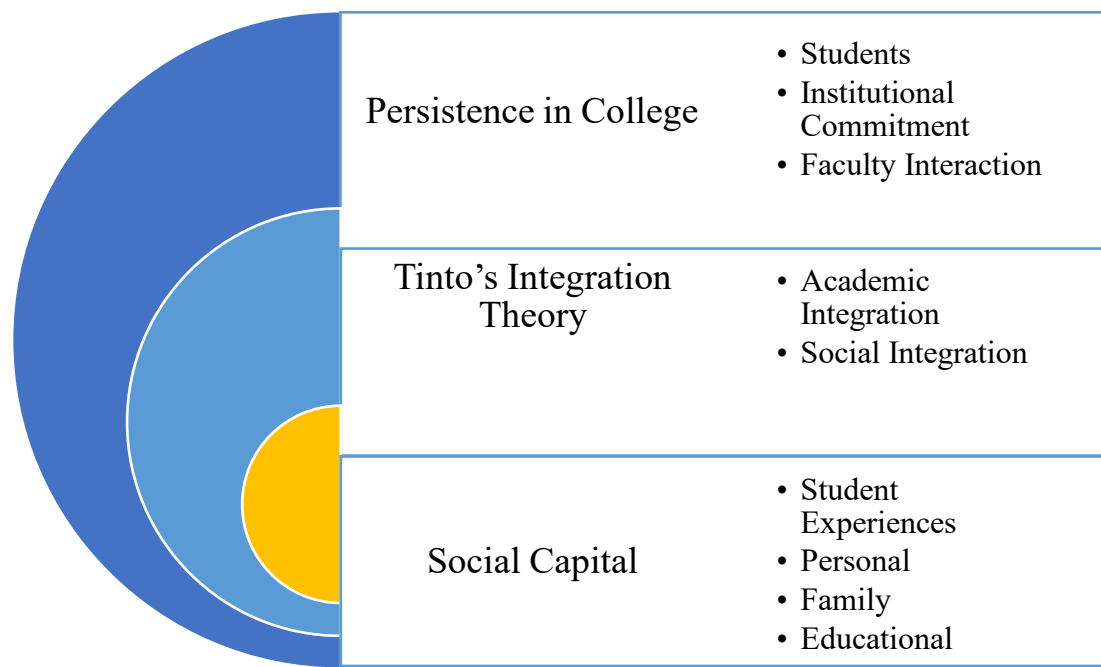 Persistence in College
• Students
• Institutional
Commitment
• Faculty Interaction
Tinto’s Integration
Theory
• Academic
Integration
• Social Integration
Social Capital
• Student
Experiences
• Personal
• Family
• Educational